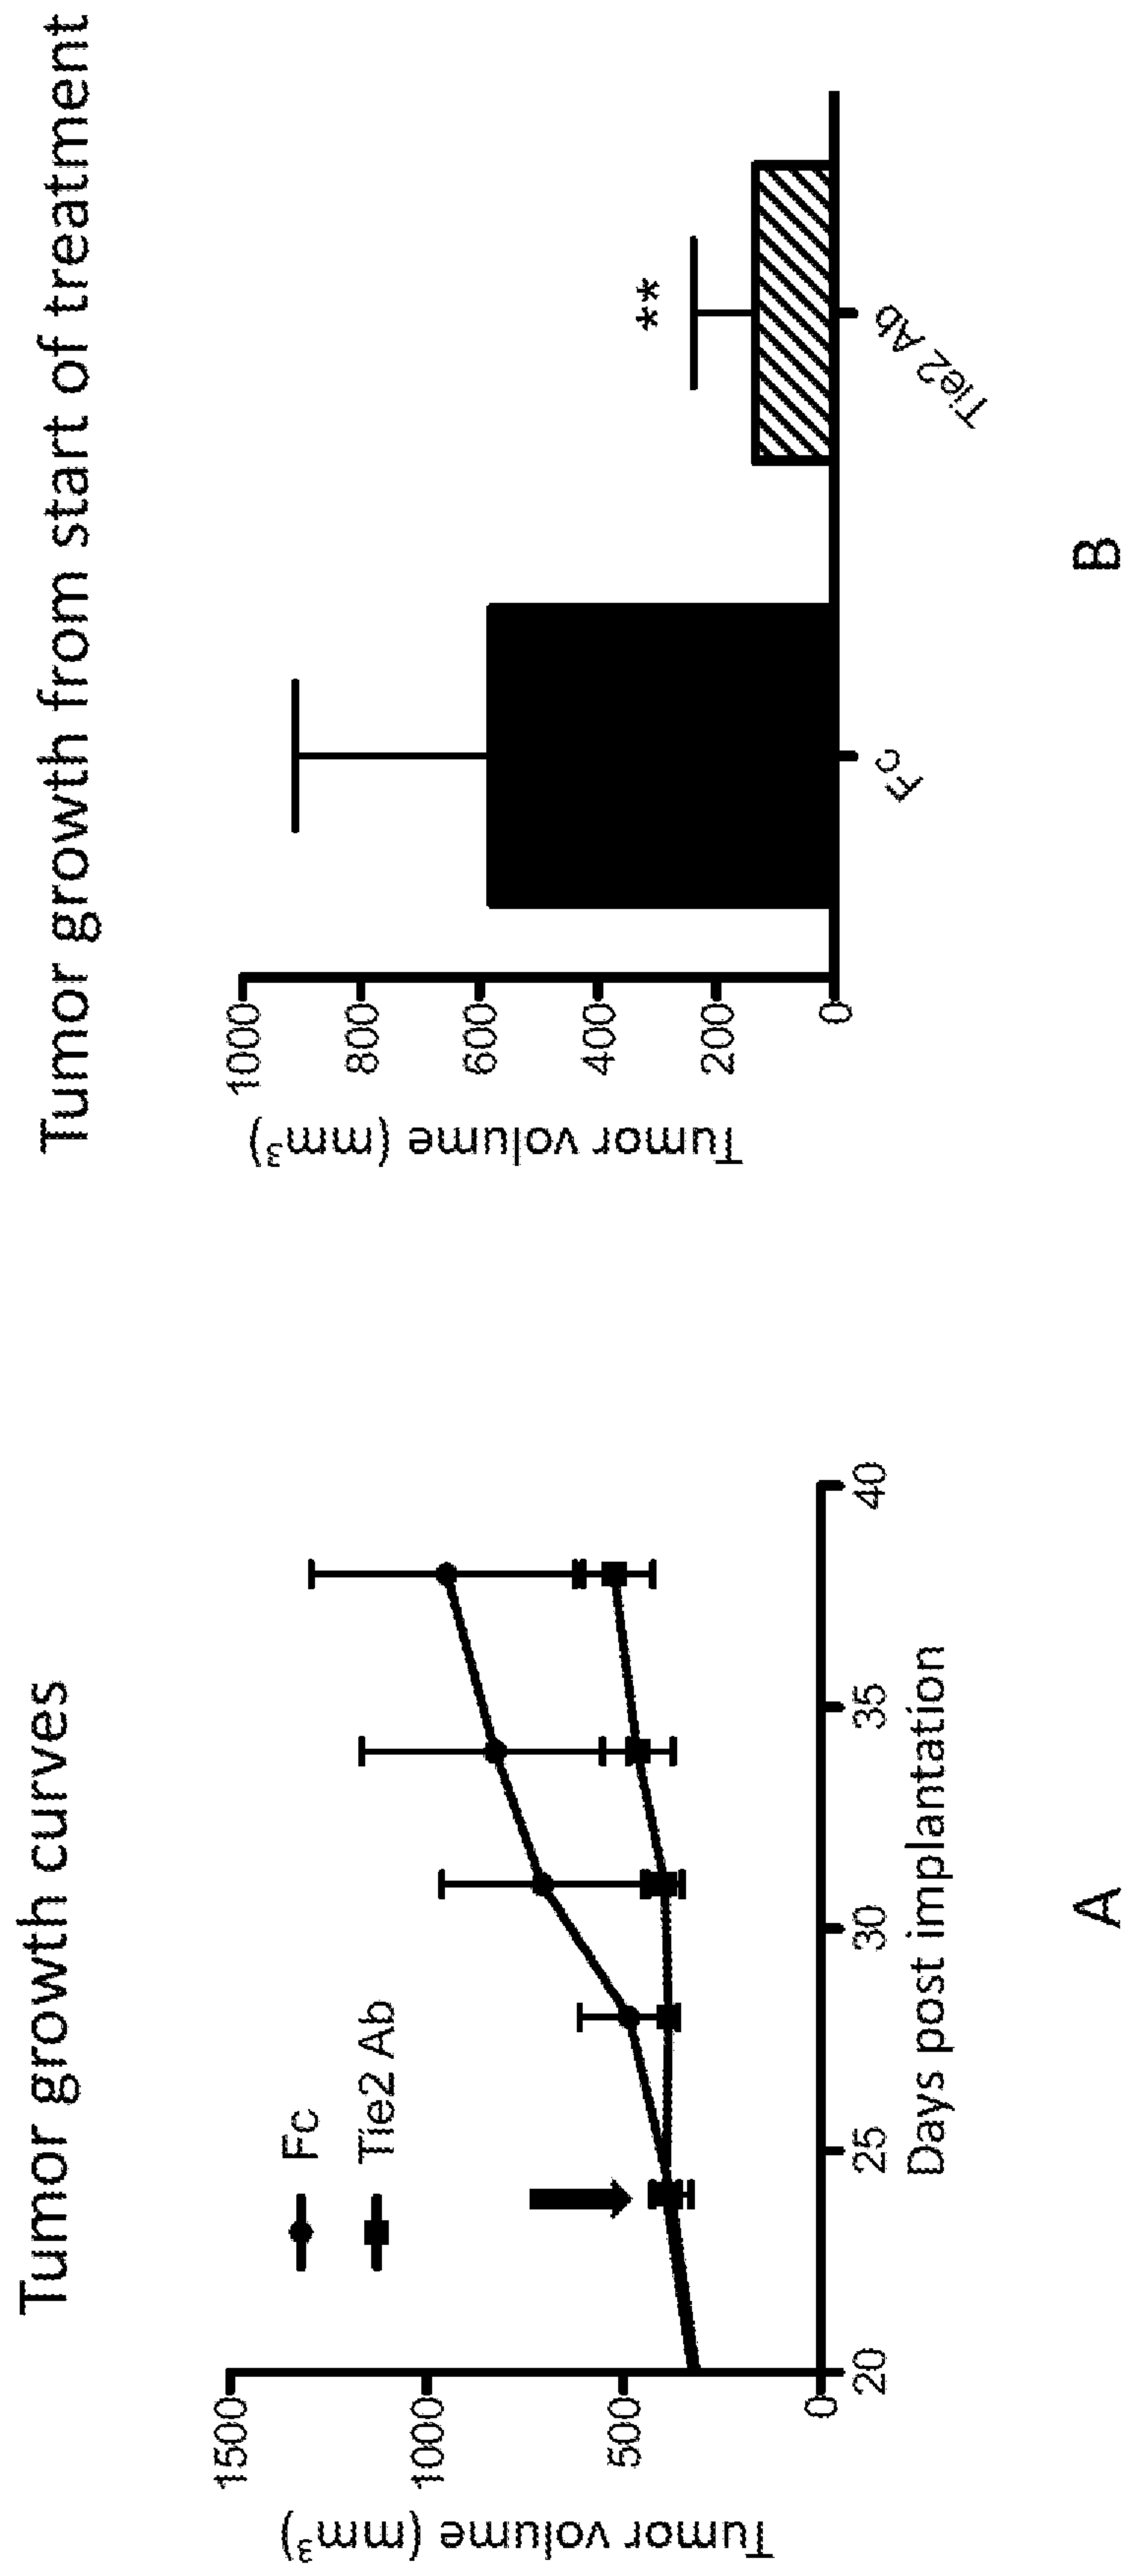 Tumor growth curves
Tumor volume (mm³)
1500
1000
500
0
Fc
Tie2 Ab
20
25
30
35
40
Days post implantation
A
Tumor growth from start of treatment
Tumor volume (mm³)
1000
800
600
400
200
0
**
Fc
Tie2 Ab
B